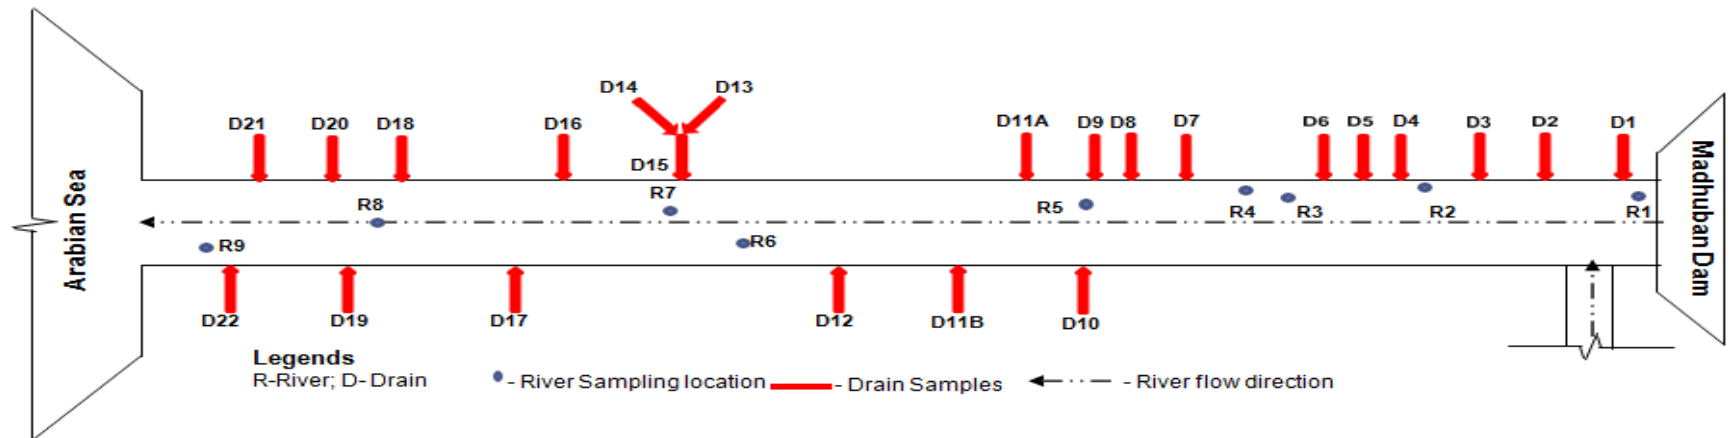 D14 D13
D21 D20 D18 D16 D11A D9 D8 D7 D6 D5 D4 D3 D2 D1
D15
R7
R8 R5 R4 R3 R2 R1
R9 R6
Arabian Sea
Madhuban Dam
D22 D19 D17 D12 D11B D10
Legends
R-River; D- Drain - River Sampling location - Drain Samples - River flow direction